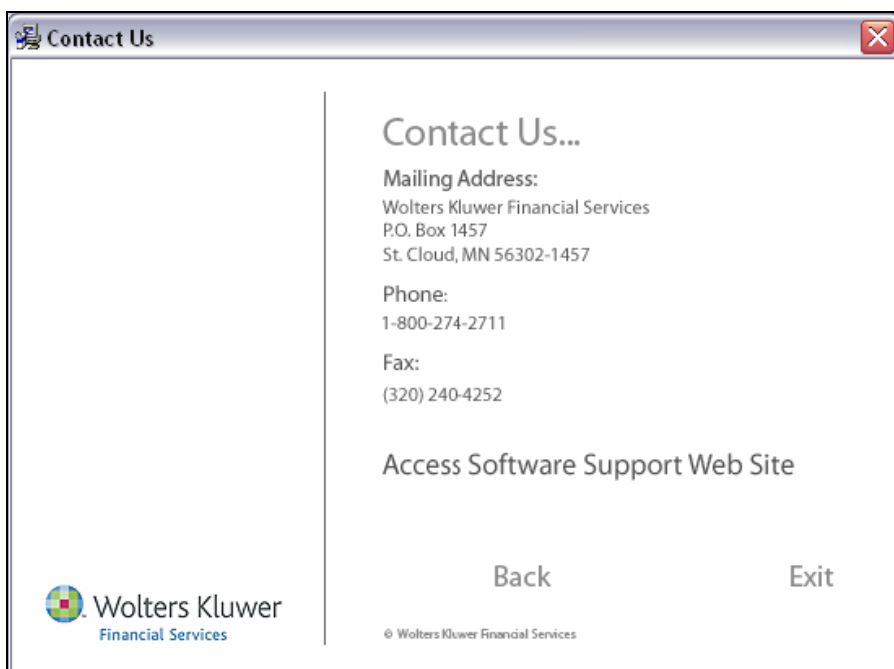 Contact Us
Contact Us...
Mailing Address:
Wolters Kluwer Financial Services
P.O. Box 1457
St. Cloud, MN 56302-1457
Phone:
1-800-274-2711
Fax:
(320) 240-4252
Access Software Support Web Site
Back Exit
Wolters Kluwer
Financial Services
© Wolters Kluwer Financial Services